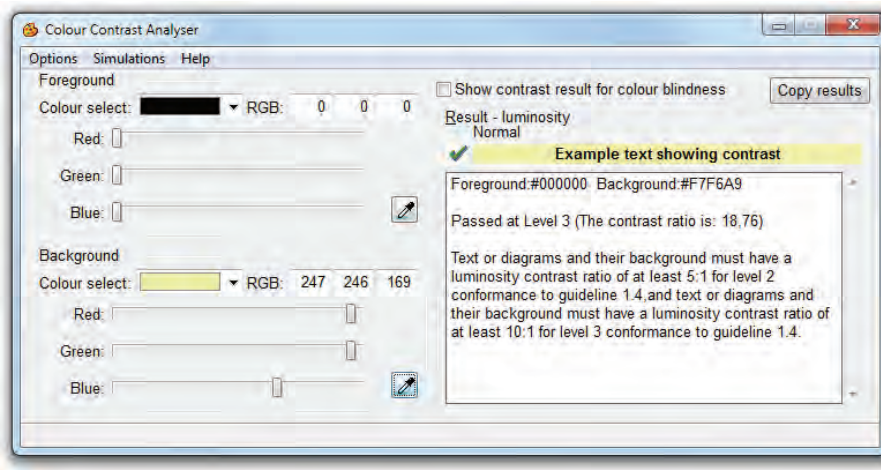 Colour Contrast Analyser
Options Simulations Help
Foreground
Colour select: RGB: 0 0 0
Red:
Green:
Blue:
Background
Colour select: RGB: 247 246 169
Red:
Green:
Blue:
Show contrast result for colour blindness
Copy results
Result - luminosity
Normal
Example text showing contrast
Foreground:#000000 Background:#F7F6A9
Passed at Level 3 (The contrast ratio is: 18,76)
Text or diagrams and their background must have a
luminosity contrast ratio of at least 5:1 for level 2
conformance to guideline 1.4,and text or diagrams and
their background must have a luminosity contrast ratio of
at least 10:1 for level 3 conformance to guideline 1.4.